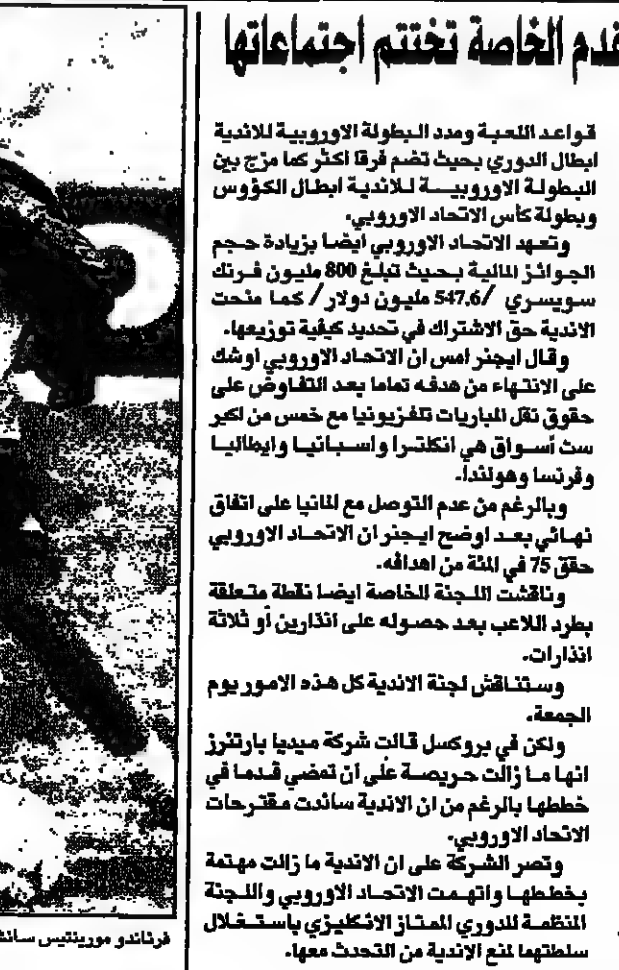 قدم الخاصة تختتم اجتماعاتها
قواعد اللعبة ومدد البطولة الاوروبية للاندية
ابطال الدوري بحيث تضم فرقا اكثر كما مزج بين
البطولة الاوروبيـــة للاندية ابطال الكؤوس
وبطولة كأس الاتحاد الاوروبي.
وتعهد الاتحاد الاوروبي ايضا بزيادة حجم
الجوائز المالية بحيث تبلغ 800 مليون فرنك
سويسري /547.6 مليون دولار/ كما منحت
الاندية حق الاشتراك في تحديد كيفية توزيعها.
وقال ايجنر امس ان الاتحاد الاوروبي اوشك
على الانتهاء من هدفه تماما بعد التفاوض على
حقوق نقل المباريات تلفزيونيا مع خمس من اكبر
ست أسواق هي انكلترا واسبانيا وايطاليا
وفرنسا وهولندا.
وبالرغم من عدم التوصل مع المانيا على اتفاق
نهائي بعد اوضح ايجنر ان الاتحاد الاوروبي
حقق 75 في المئة من اهدافه.
وناقشت اللجنة الخاصة ايضا نقطة متعلقة
بطرد اللاعب بعد حصوله على انذارين أو ثلاثة
انذارات.
وستناقش لجنة الاندية كل هذه الامور يوم
الجمعة.
ولكن في بروكسل قالت شركة ميديا بارتنرز
انها ما زالت حريصة على أن تمضي قدما في
خططها بالرغم من ان الاندية ساندت مقترحات
الاتحاد الاوروبي.
وتصر الشركة على ان الاندية ما زالت مهتمة
بخططها واتهمت الاتحاد الاوروبي واللجنة
المنظمة للدوري الممتاز الانكليزي باستغلال
سلطتهما لمنع الاندية من التحدث معها.
فرناندو مورينتيس سانش